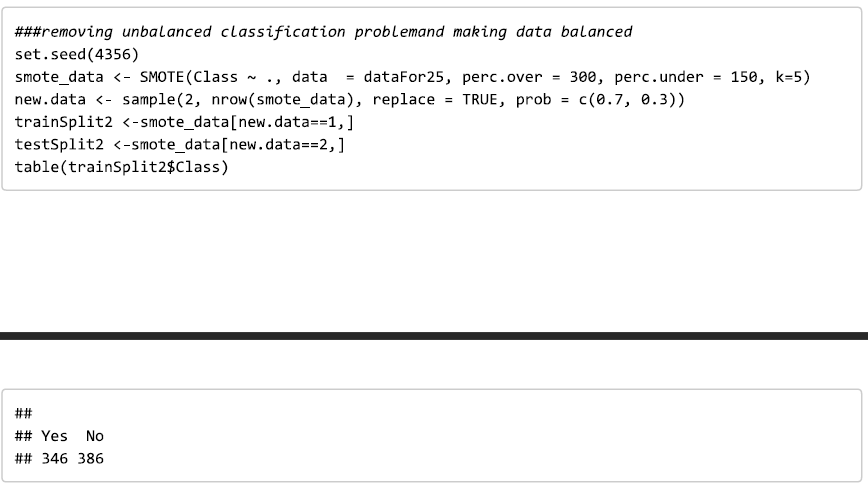 ###removing unbalanced classification problemand making data balanced
set.seed(4356)
smote_data <- SMOTE(Class ~ ., data  = dataFor25, perc.over = 300, perc.under = 150, k=5)
new.data <- sample(2, nrow(smote_data), replace = TRUE, prob = c(0.7, 0.3))
trainSplit2 <-smote_data[new.data==1,]
testSplit2 <-smote_data[new.data==2,]
table(trainSplit2$Class)
##
## Yes  No
## 346 386